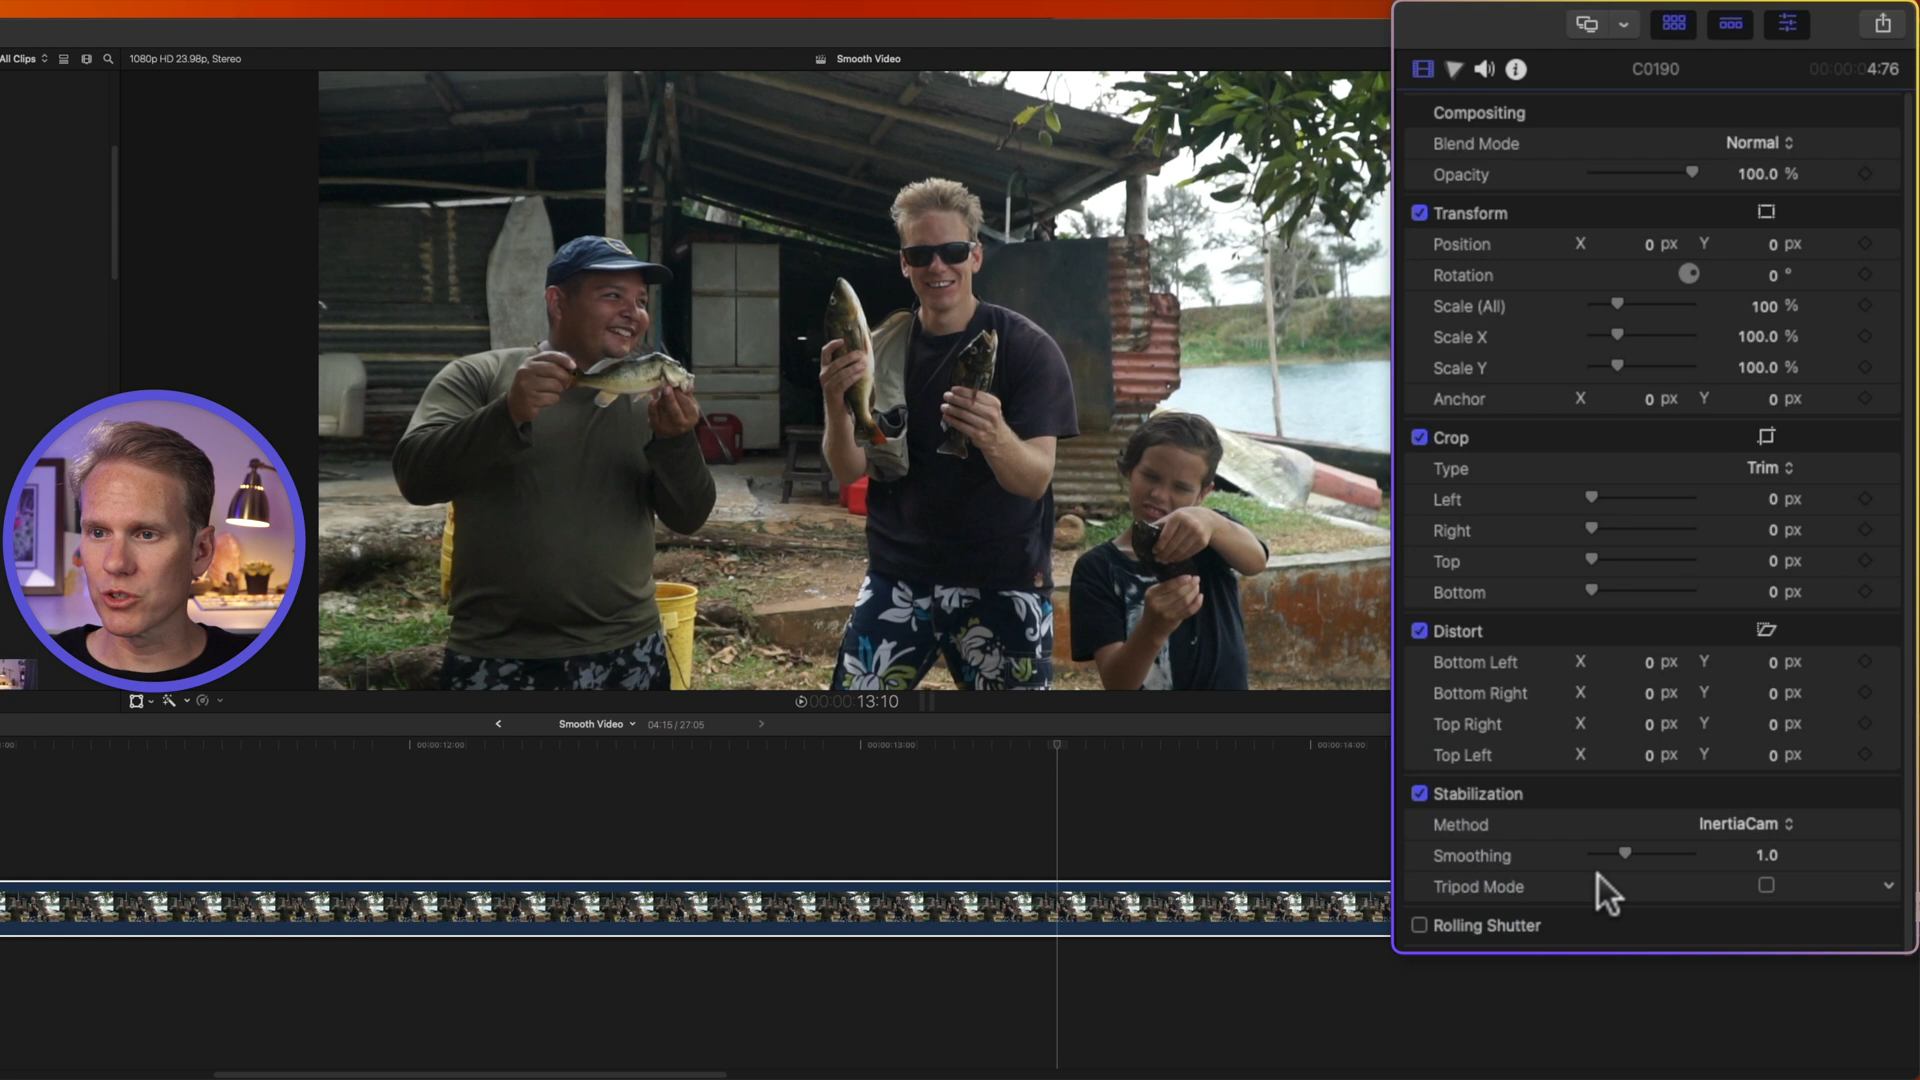 All Clips
1080p HD 23.98p, Stereo
Smooth Video
C0190
00:00:04:76
Compositing
Blend Mode
Normal
Opacity
100.0 %
Transform
Position
X 0 px Y 0 px
Rotation
0 °
Scale (All)
100 %
Scale X
100.0 %
Scale Y
100.0 %
Anchor
X 0 px Y 0 px
Crop
Type
Trim
Left
0 px
Right
0 px
Top
0 px
Bottom
0 px
Distort
Bottom Left
X 0 px Y 0 px
Bottom Right
X 0 px Y 0 px
Top Right
X 0 px Y 0 px
Top Left
X 0 px Y 0 px
Stabilization
Method
InertiaCam
Smoothing
1.0
Tripod Mode
Rolling Shutter
00:00:13:10
Smooth Video
04:15 / 27:05
:00
00:00:12:00
00:00:13:00
00:00:14:00